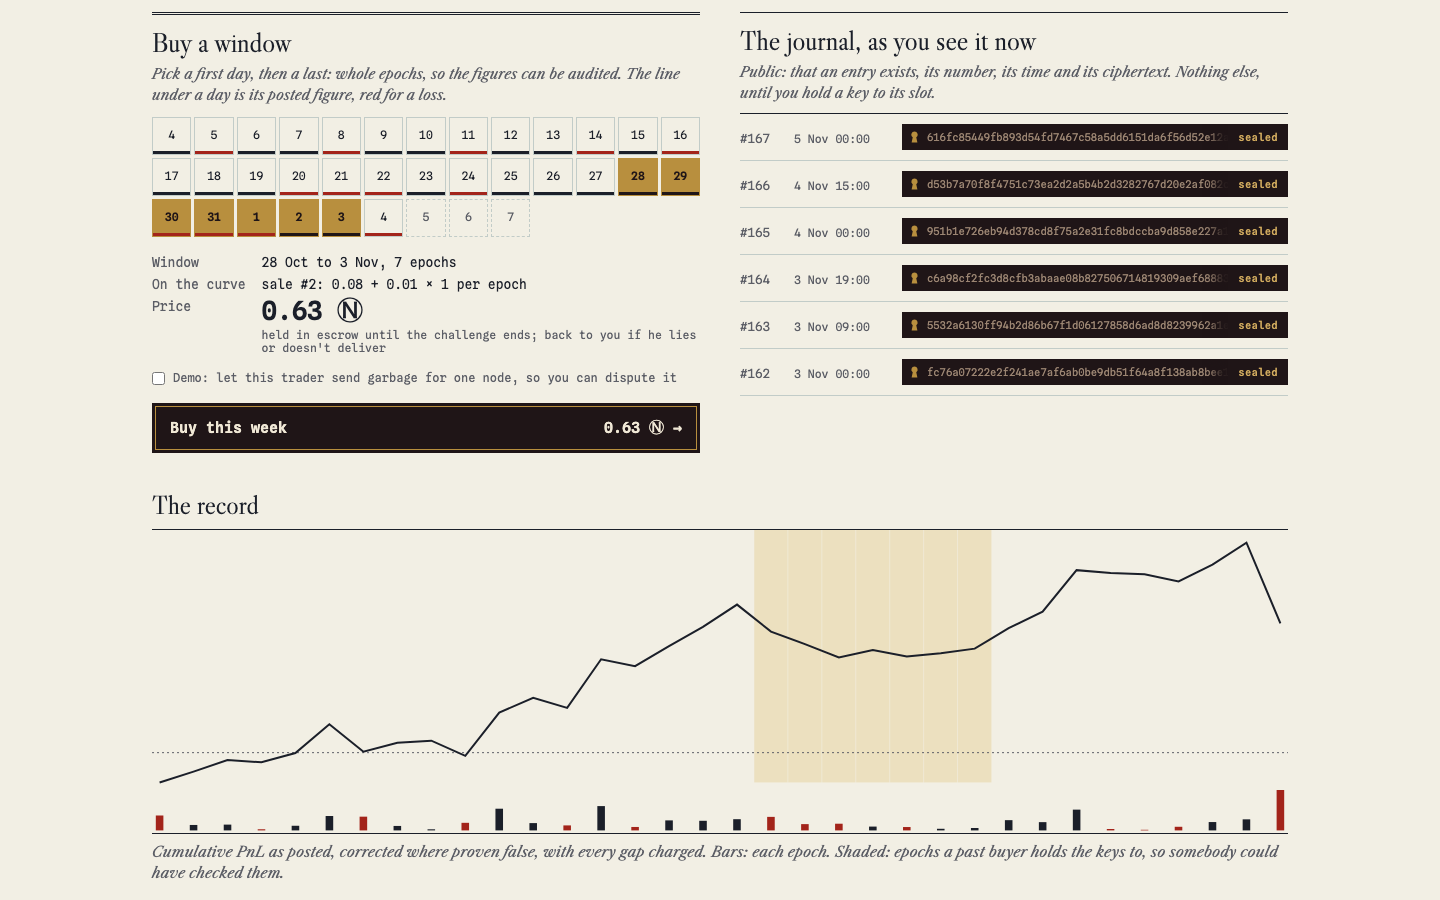 Buy a window
Pick a first day, then a last: whole epochs, so the figures can be audited. The line
under a day is its posted figure, red for a loss.
4 5 6 7 8 9 10 11 12 13 14 15 16
17 18 19 20 21 22 23 24 25 26 27 28 29
30 31 1 2 3 4 5 6 7
Window 28 Oct to 3 Nov, 7 epochs
On the curve sale #2: 0.08 + 0.01 × 1 per epoch
Price 0.63 Ⓝ
held in escrow until the challenge ends; back to you if he lies
or doesn't deliver
Demo: let this trader send garbage for one node, so you can dispute it
Buy this week 0.63 Ⓝ →
The journal, as you see it now
Public: that an entry exists, its number, its time and its ciphertext. Nothing else,
until you hold a key to its slot.
#167 5 Nov 00:00 616fc85449fb893d54fd7467c58a5dd6151da6f56d52e12 sealed
#166 4 Nov 15:00 d53b7a70f8f4751c73ea2d2a5b4b2d3282767d20e2af082 sealed
#165 4 Nov 00:00 951b1e726eb94d378cd8f75a2e31fc8bdccba9d858e227a sealed
#164 3 Nov 19:00 c6a98cf2fc3d8cfb3abaae08b827506714819309aef6888 sealed
#163 3 Nov 09:00 5532a6130ff94b2d86b67f1d06127858d6ad8d8239962a1 sealed
#162 3 Nov 00:00 fc76a07222e2f241ae7af6ab0be9db51f64a8f138ab8bee sealed
The record
Cumulative PnL as posted, corrected where proven false, with every gap charged. Bars: each epoch. Shaded: epochs a past buyer holds the keys to, so somebody could
have checked them.